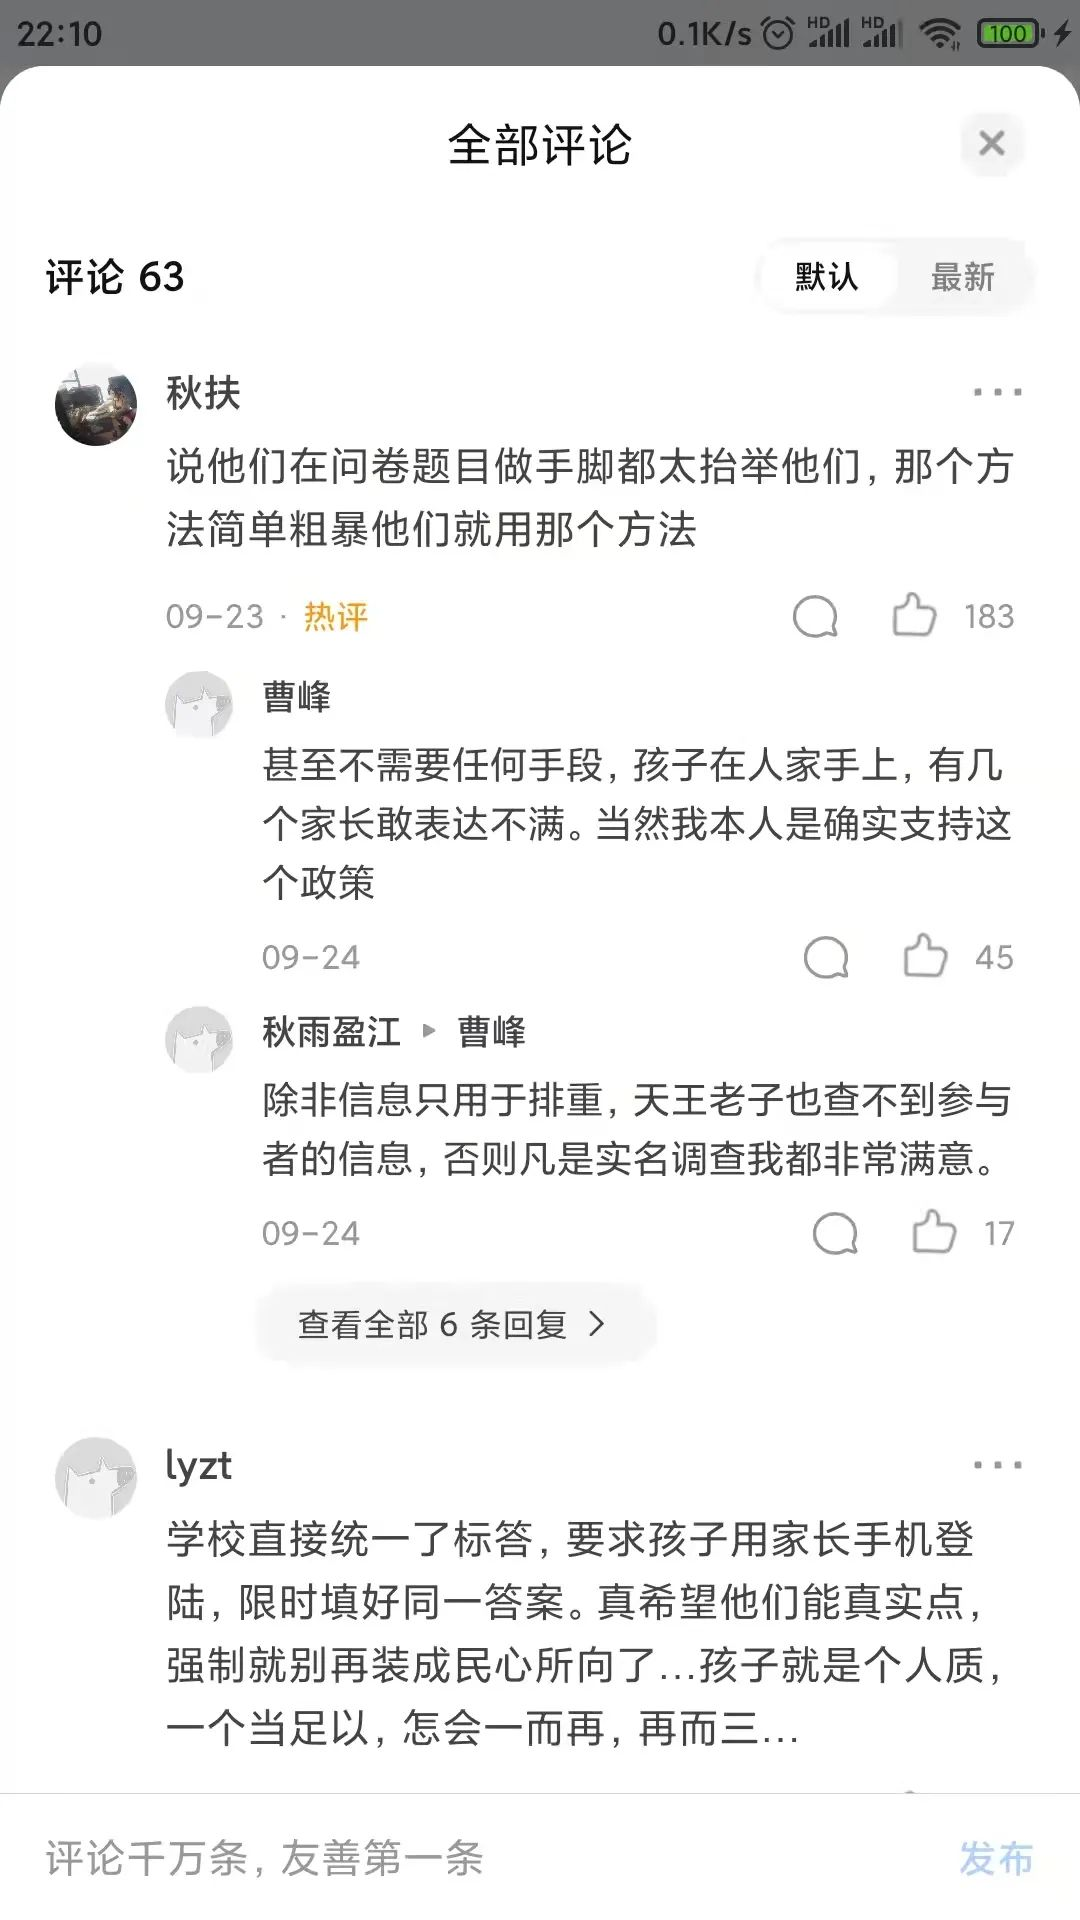 22:10
0.1K/s HD HD 100
全部评论
评论 63
默认 最新
秋扶
说他们在问卷题目做手脚都太抬举他们，那个方
法简单粗暴他们就用那个方法
09-23 · 热评 183
曹峰
甚至不需要任何手段，孩子在人家手上，有几
个家长敢表达不满。当然我本人是确实支持这
个政策
09-24 45
秋雨盈江 ▸ 曹峰
除非信息只用于排重，天王老子也查不到参与
者的信息，否则凡是实名调查我都非常满意。
09-24 17
查看全部 6 条回复 >
lyzt
学校直接统一了标答，要求孩子用家长手机登
陆，限时填好同一答案。真希望他们能真实点，
强制就别再装成民心所向了...孩子就是个人质，
一个当足以，怎会一而再，再而三...
评论千万条，友善第一条
发布